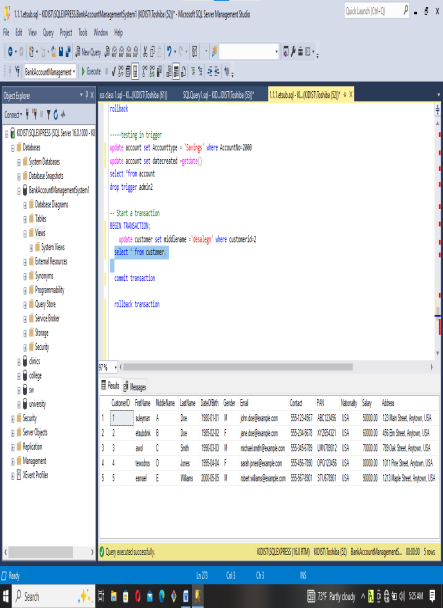 1.1.1.etsub.sql - KIDIST\SQLEXPRESS.BankAccountManagementSystem1 (KIDIST\Toshiba (52))* - Microsoft SQL Server Management Studio
Quick Launch (Ctrl+Q)
File Edit View Query Project Tools Window Help
New Query
BankAccountManagement
Execute
Object Explorer
ess class 1.sql - KI...(KIDIST\Toshiba (61))
SQLQuery1.sql - KID...(KIDIST\Toshiba (53))*
1.1.1.etsub.sql - KI...(KIDIST\Toshiba (52))*
Connect
KIDIST\SQLEXPRESS (SQL Server 16.0.1000 - KI
Databases
System Databases
Database Snapshots
BankAccountManagementSystem1
Database Diagrams
Tables
Views
System Views
External Resources
Synonyms
Programmability
Query Store
Service Broker
Storage
Security
clinics
college
sw
university
Security
Server Objects
Replication
Management
XEvent Profiler
rollback
-----testing in trigger
update account set Accounttype = 'Savings' where AccountNo=2000
update account set datecreated =getdate()
select *from account
drop trigger admin2
-- Start a transaction
BEGIN TRANSACTION;
update customer set middlename ='desalegn' where customerid=2
select * from customer;
commit transaction
rollback transaction
97 %
Results Messages
CustomerID FirstName MiddleName LastName DateOfBirth Gender Email Contact PAN Nationality Salary Address
1 1 suleyman A Doe 1980-01-01 M john.doe@example.com 555-123-4567 ABC123456 USA 50000.00 123 Main Street, Anytown, USA
2 2 etsubdink B Doe 1985-02-02 F jane.doe@example.com 555-234-5678 XYZ654321 USA 60000.00 456 Elm Street, Anytown, USA
3 3 awol C Smith 1990-03-03 M michael.smith@example.com 555-345-6789 LMN789012 USA 70000.00 789 Oak Street, Anytown, USA
4 4 tewodros D Jones 1995-04-04 F sarah.jones@example.com 555-456-7890 OPQ123456 USA 80000.00 1011 Pine Street, Anytown, USA
5 5 esmael E Williams 2000-05-05 M robert.williams@example.com 555-567-8901 STU678901 USA 90000.00 1213 Maple Street, Anytown, USA
Query executed successfully.
KIDIST\SQLEXPRESS (16.0 RTM) KIDIST\Toshiba (52) BankAccountManagementS... 00:00:00 5 rows
Ready
Ln 273 Col 3 Ch 3 INS
Search
73°F Partly cloudy
5:25 AM